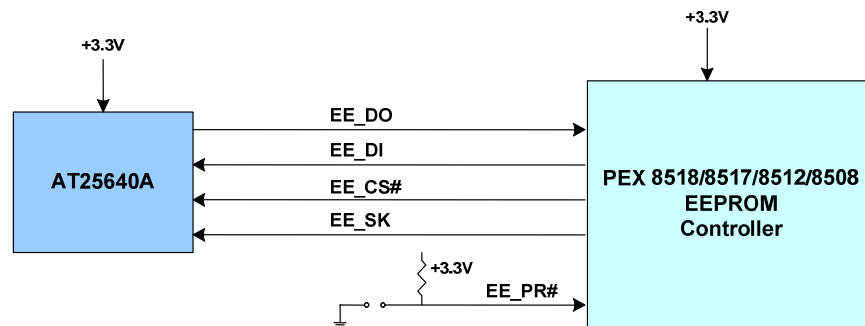 +3.3V
+3.3V
AT25640A
EE_DO
EE_DI
EE_CS#
EE_SK
PEX 8518/8517/8512/8508
EEPROM
Controller
+3.3V
EE_PR#